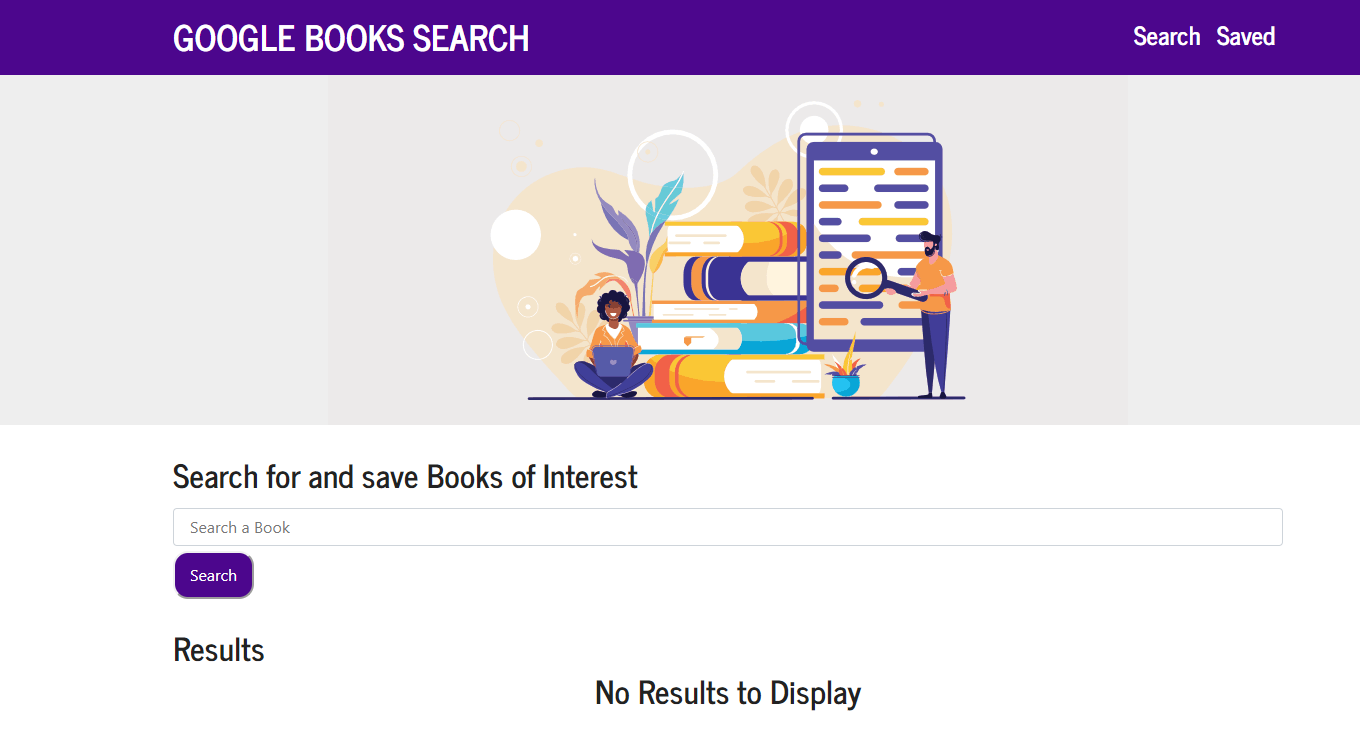 GOOGLE BOOKS SEARCH
Search Saved
Search for and save Books of Interest
Search a Book
Search
Results
No Results to Display